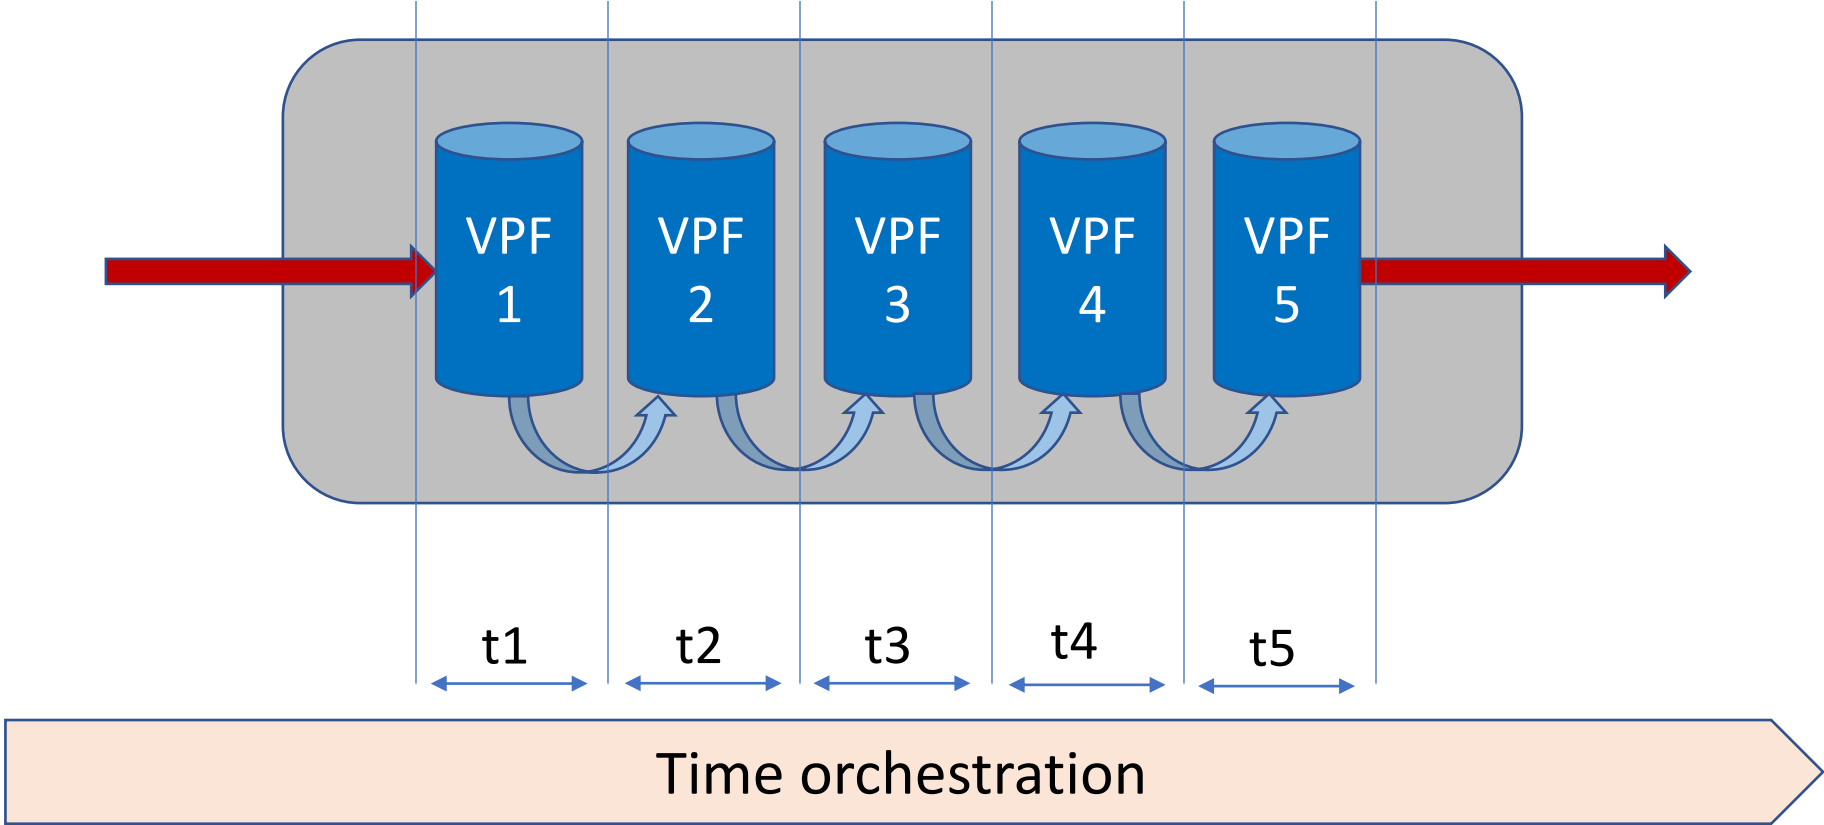 VPF
1
VPF
2
VPF
3
VPF
4
VPF
5
t1
t2
t3
t4
t5
Time orchestration